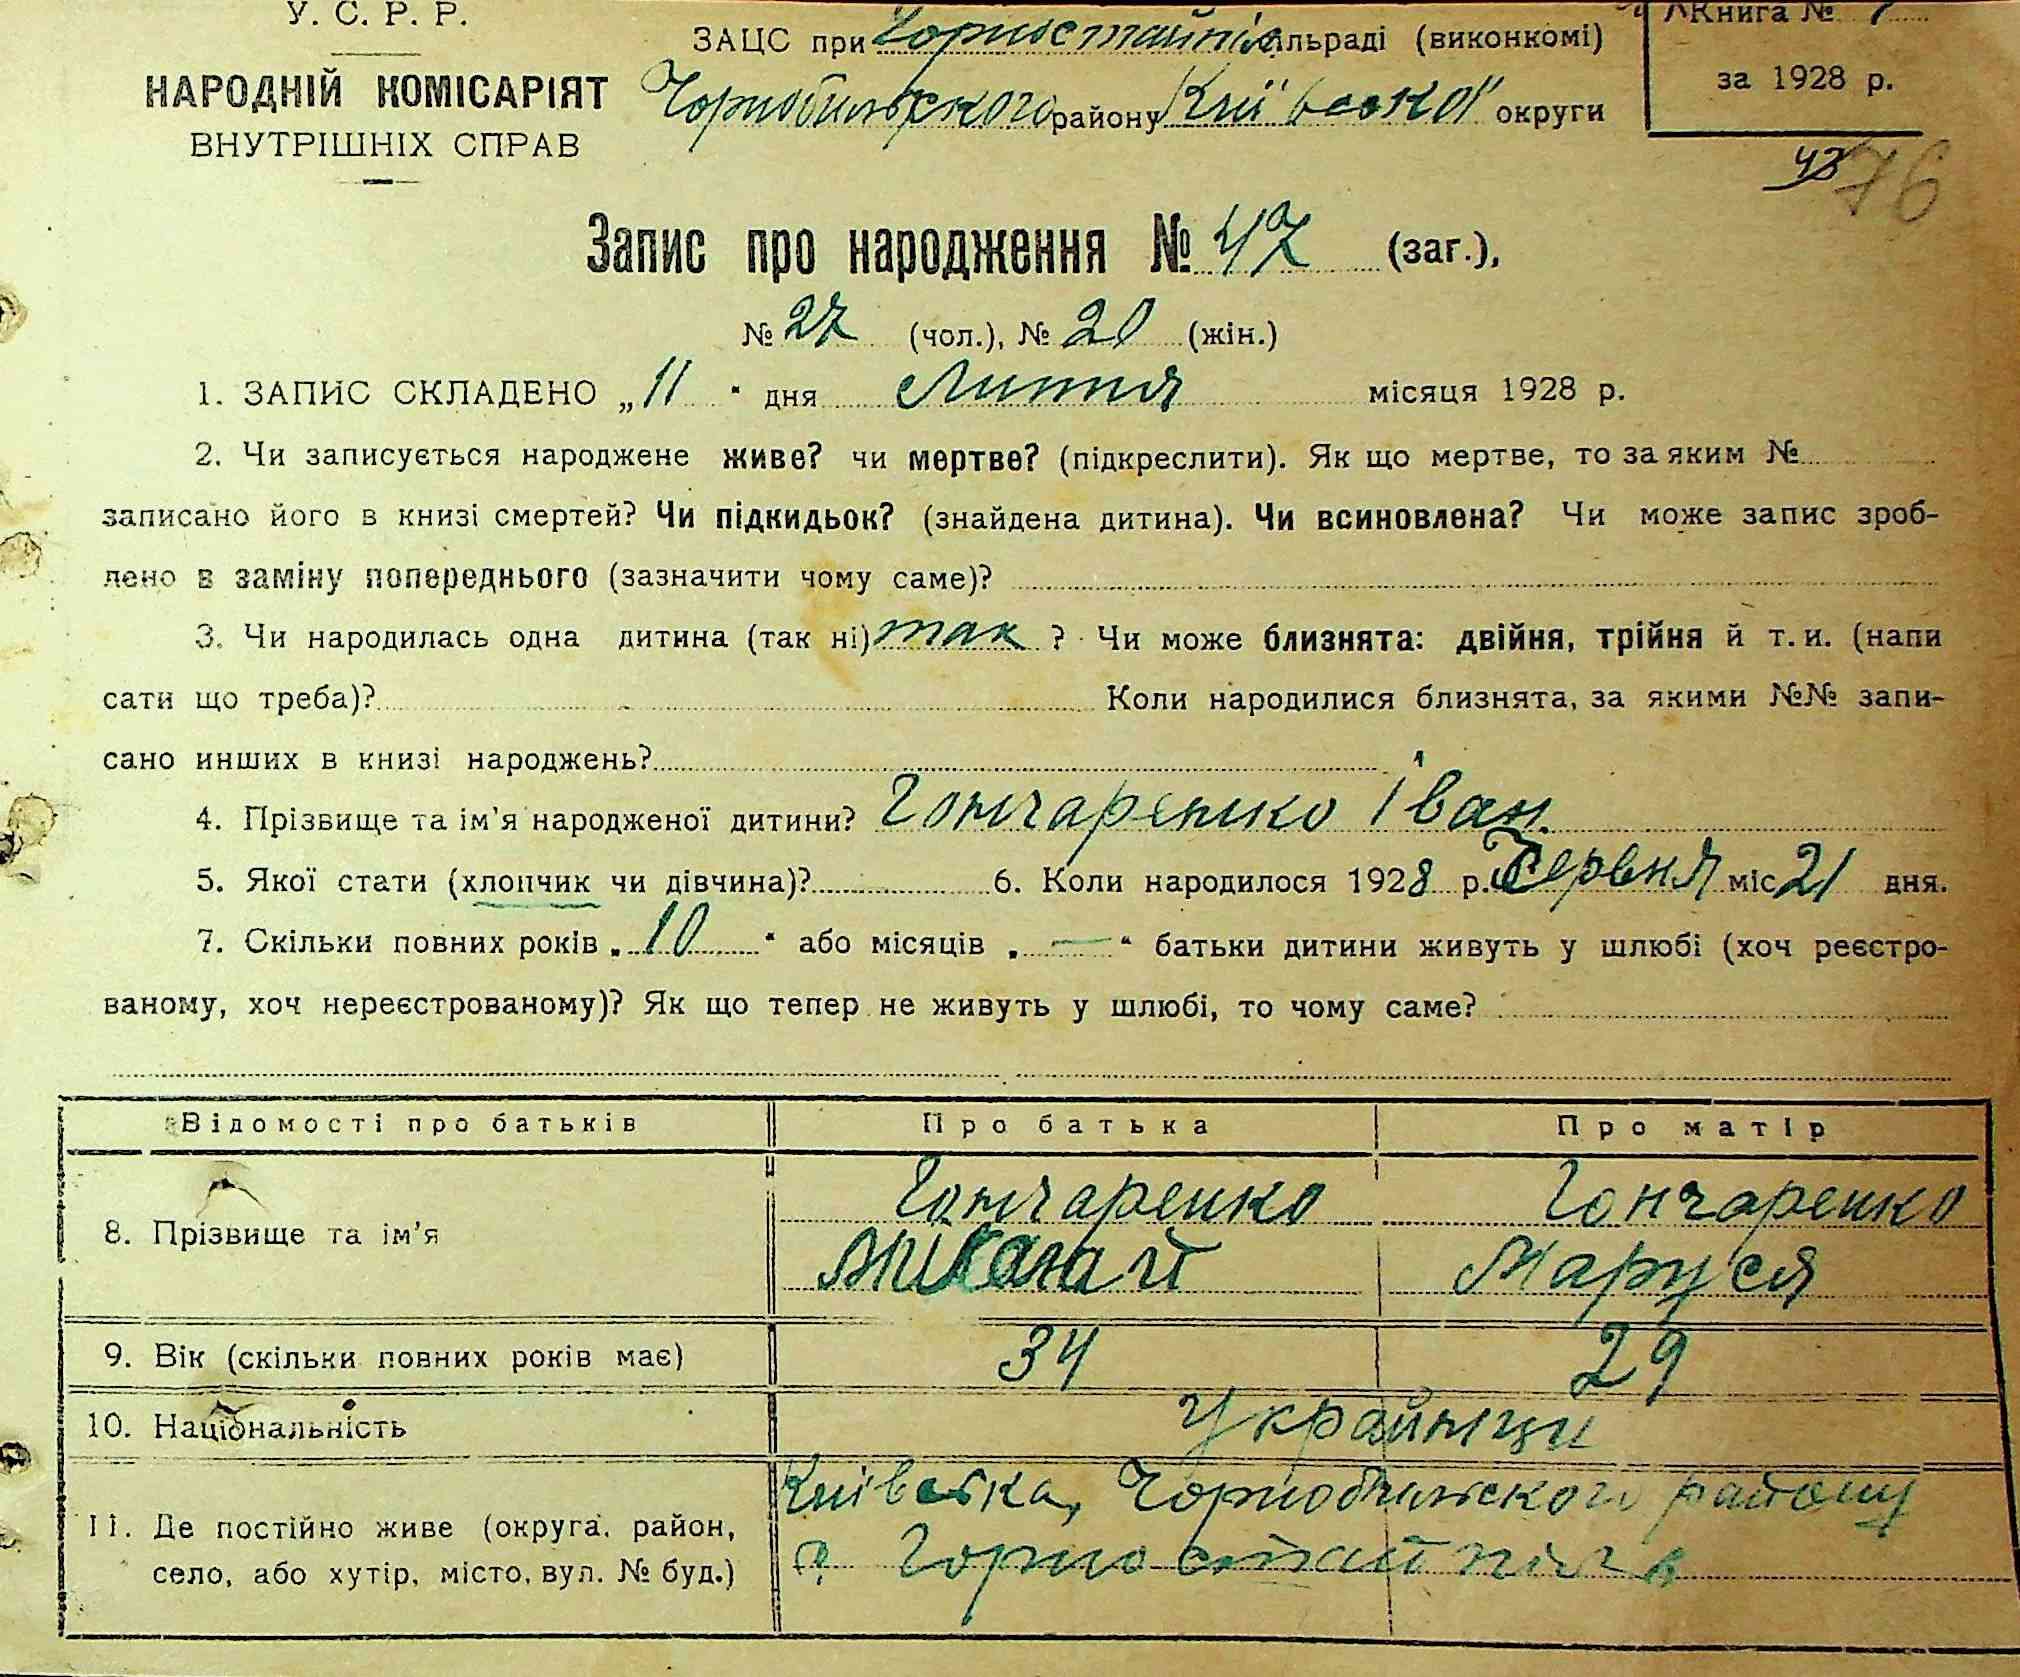 У. С. Р. Р.
НАРОДНІЙ КОМІСАРІЯТ
ВНУТРІШНІХ СПРАВ
ЗАЦС при Горностайпіл сільраді (виконкомі)
Чорнобильского району Київської округи
Книга №
за 1928 р.
43 76
Запис про народження № 47 (заг.),
№ 27 (чол.), № 20 (жін.)
1. ЗАПИС СКЛАДЕНО „11" дня Липня місяця 1928 р.
2. Чи записується народжене живе? чи мертве? (підкреслити). Як що мертве, то за яким №
записано його в книзі смертей? Чи підкидьок? (знайдена дитина). Чи всиновлена? Чи може запис зроб-
лено в заміну попереднього (зазначити чому саме)?
3. Чи народилась одна дитина (так ні) так ? Чи може близнята: двійня, трійня й т. и. (напи
сати що треба)? Коли народилися близнята, за якими №№ запи-
сано инших в книзі народжень?
4. Прізвище та ім'я народженої дитини? Гончаренко Іван.
5. Якої стати (хлопчик чи дівчина)? 6. Коли народилося 1928 р. Червня міс 21 дня.
7. Скільки повних років „10" або місяців „—" батьки дитини живуть у шлюбі (хоч реєстро-
ваному, хоч нереєстрованому)? Як що тепер не живуть у шлюбі, то чому саме?
Відомості про батьків Про батька Про матір
8. Прізвище та ім'я Гончаренко Миколай Гончаренко Маруся
9. Вік (скільки повних років має) 34 29
10. Національність Українци
11. Де постійно живе (округа, район,
село, або хутір, місто, вул. № буд.)
Київська, Чорнобильского району
Горностайпіль